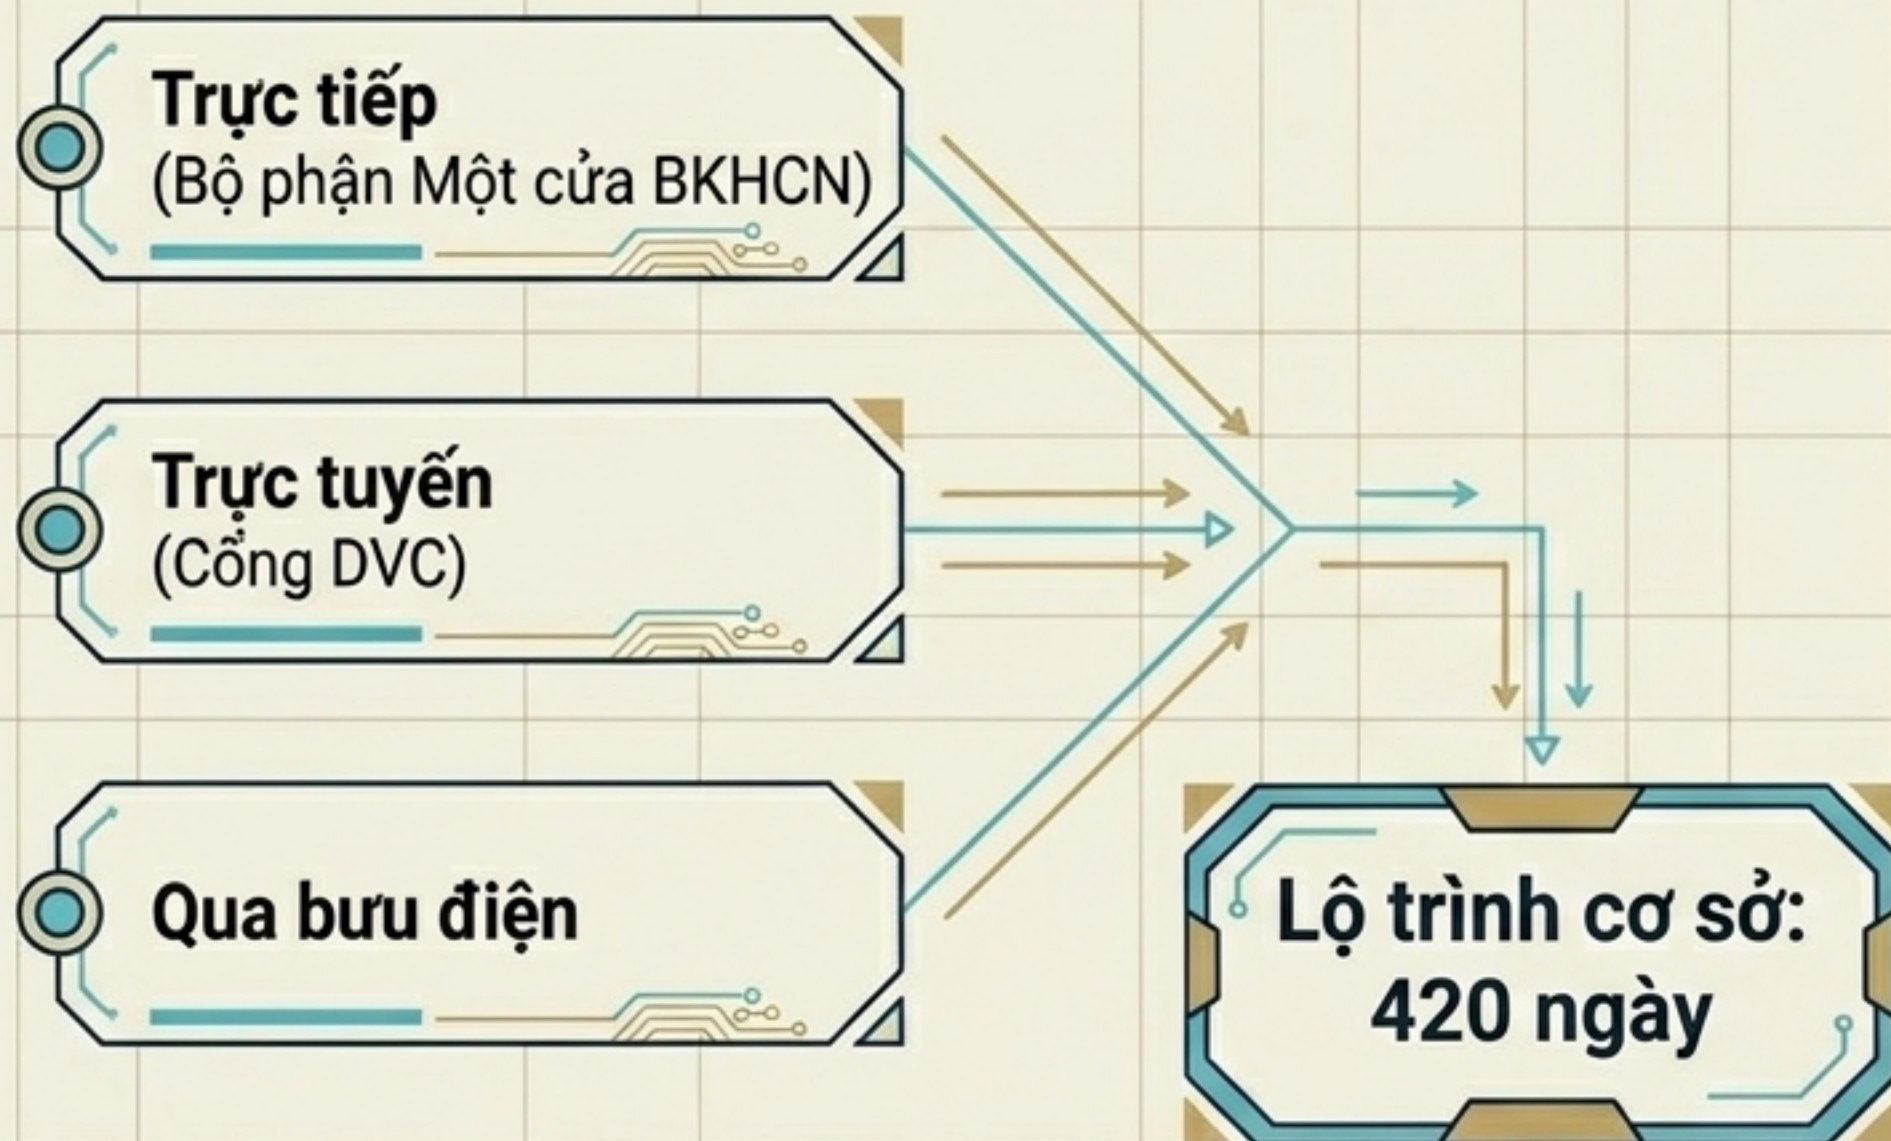 Trực tiếp
(Bộ phận Một cửa BKHCN)
Trực tuyến
(Cổng DVC)
Qua bưu điện
Lộ trình cơ sở:
420 ngày